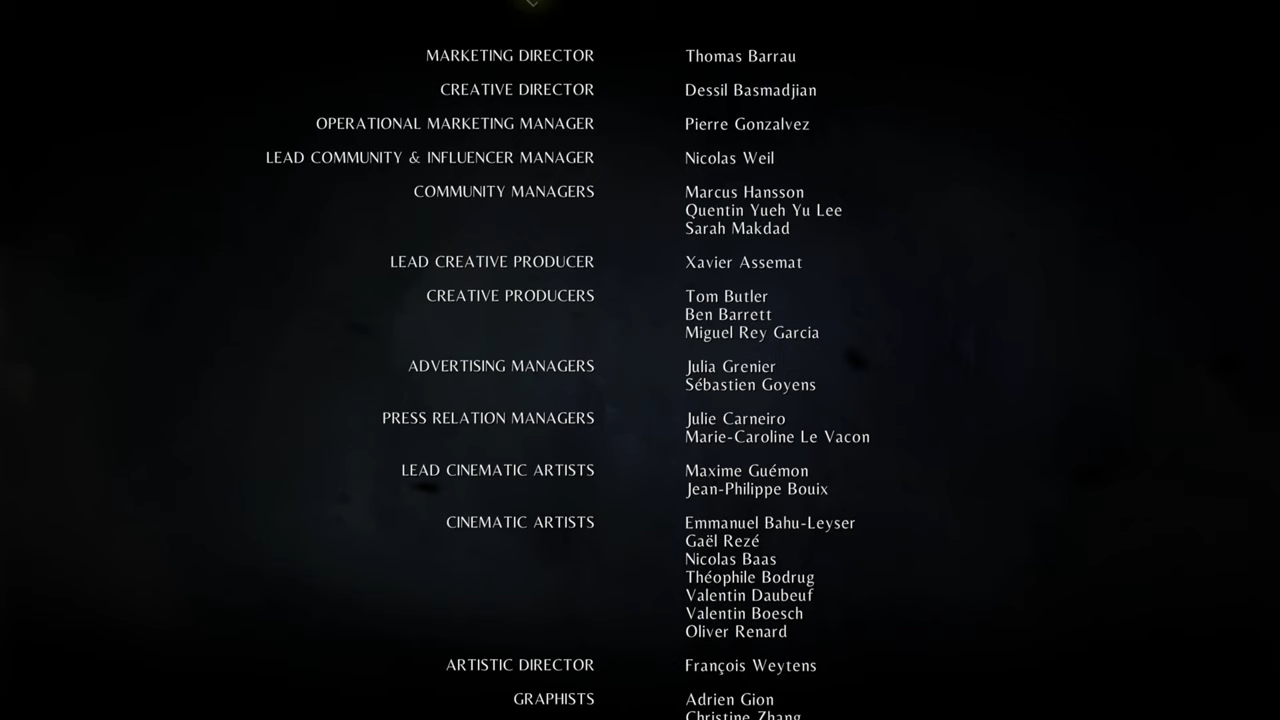 MARKETING DIRECTOR Thomas Barrau
CREATIVE DIRECTOR Dessil Basmadjian
OPERATIONAL MARKETING MANAGER Pierre Gonzalvez
LEAD COMMUNITY & INFLUENCER MANAGER Nicolas Weil
COMMUNITY MANAGERS Marcus Hansson
Quentin Yueh Yu Lee
Sarah Makdad
LEAD CREATIVE PRODUCER Xavier Assemat
CREATIVE PRODUCERS Tom Butler
Ben Barrett
Miguel Rey Garcia
ADVERTISING MANAGERS Julia Grenier
Sébastien Goyens
PRESS RELATION MANAGERS Julie Carneiro
Marie-Caroline Le Vacon
LEAD CINEMATIC ARTISTS Maxime Guémon
Jean-Philippe Bouix
CINEMATIC ARTISTS Emmanuel Bahu-Leyser
Gaël Rezé
Nicolas Baas
Théophile Bodrug
Valentin Daubeuf
Valentin Boesch
Oliver Renard
ARTISTIC DIRECTOR François Weytens
GRAPHISTS Adrien Gion
Christine Zhang